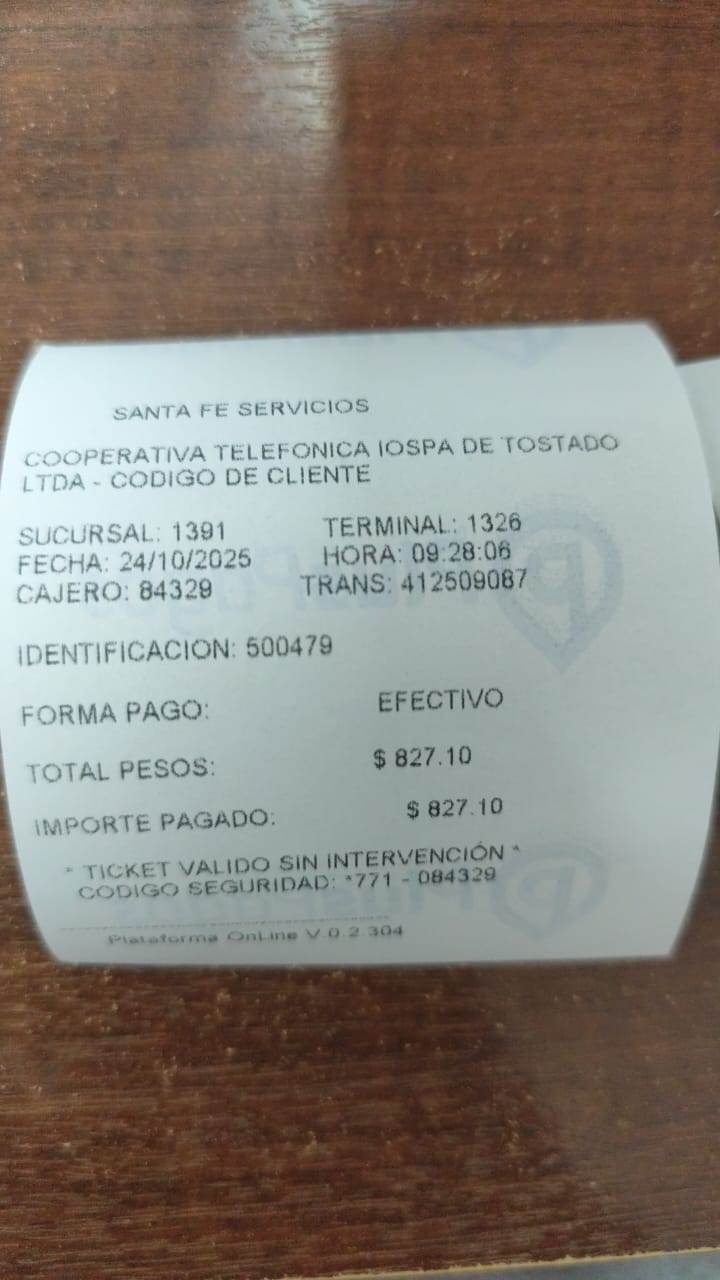 SANTA FE SERVICIOS
COOPERATIVA TELEFONICA IOSPA DE TOSTADO
LTDA - CODIGO DE CLIENTE
SUCURSAL: 1391 TERMINAL: 1326
FECHA: 24/10/2025 HORA: 09:28:06
CAJERO: 84329 TRANS: 412509087
IDENTIFICACION: 500479
FORMA PAGO: EFECTIVO
TOTAL PESOS: $ 827.10
IMPORTE PAGADO: $ 827.10
* TICKET VALIDO SIN INTERVENCIÓN *
CODIGO SEGURIDAD: *771 - 084329
Plataforma OnLine V 0.2 304